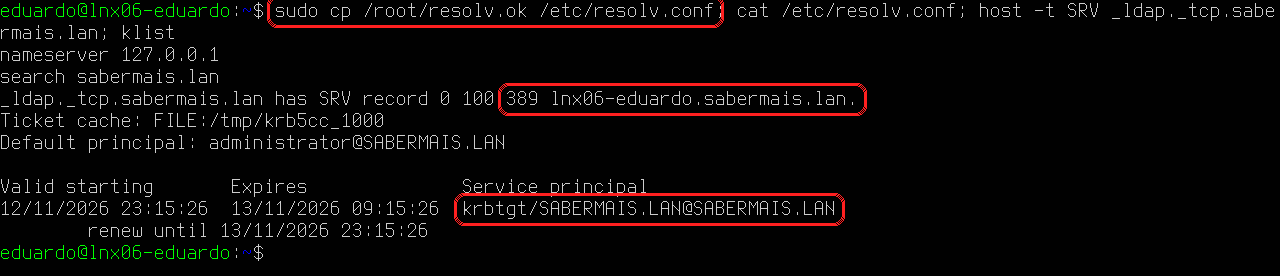 eduardo@lnx06-eduardo:~$ sudo cp /root/resolv.ok /etc/resolv.conf; cat /etc/resolv.conf; host -t SRV _ldap._tcp.sabe
rmais.lan; klist
nameserver 127.0.0.1
search sabermais.lan
_ldap._tcp.sabermais.lan has SRV record 0 100 389 lnx06-eduardo.sabermais.lan.
Ticket cache: FILE:/tmp/krb5cc_1000
Default principal: administrator@SABERMAIS.LAN
Valid starting Expires Service principal
12/11/2026 23:15:26 13/11/2026 09:15:26 krbtgt/SABERMAIS.LAN@SABERMAIS.LAN
renew until 13/11/2026 23:15:26
eduardo@lnx06-eduardo:~$